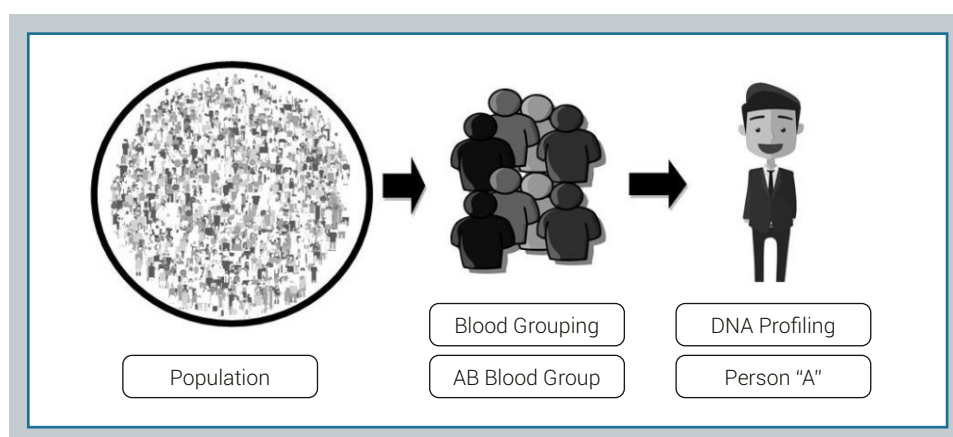 Blood Grouping
DNA Profiling
Population
AB Blood Group
Person “A”